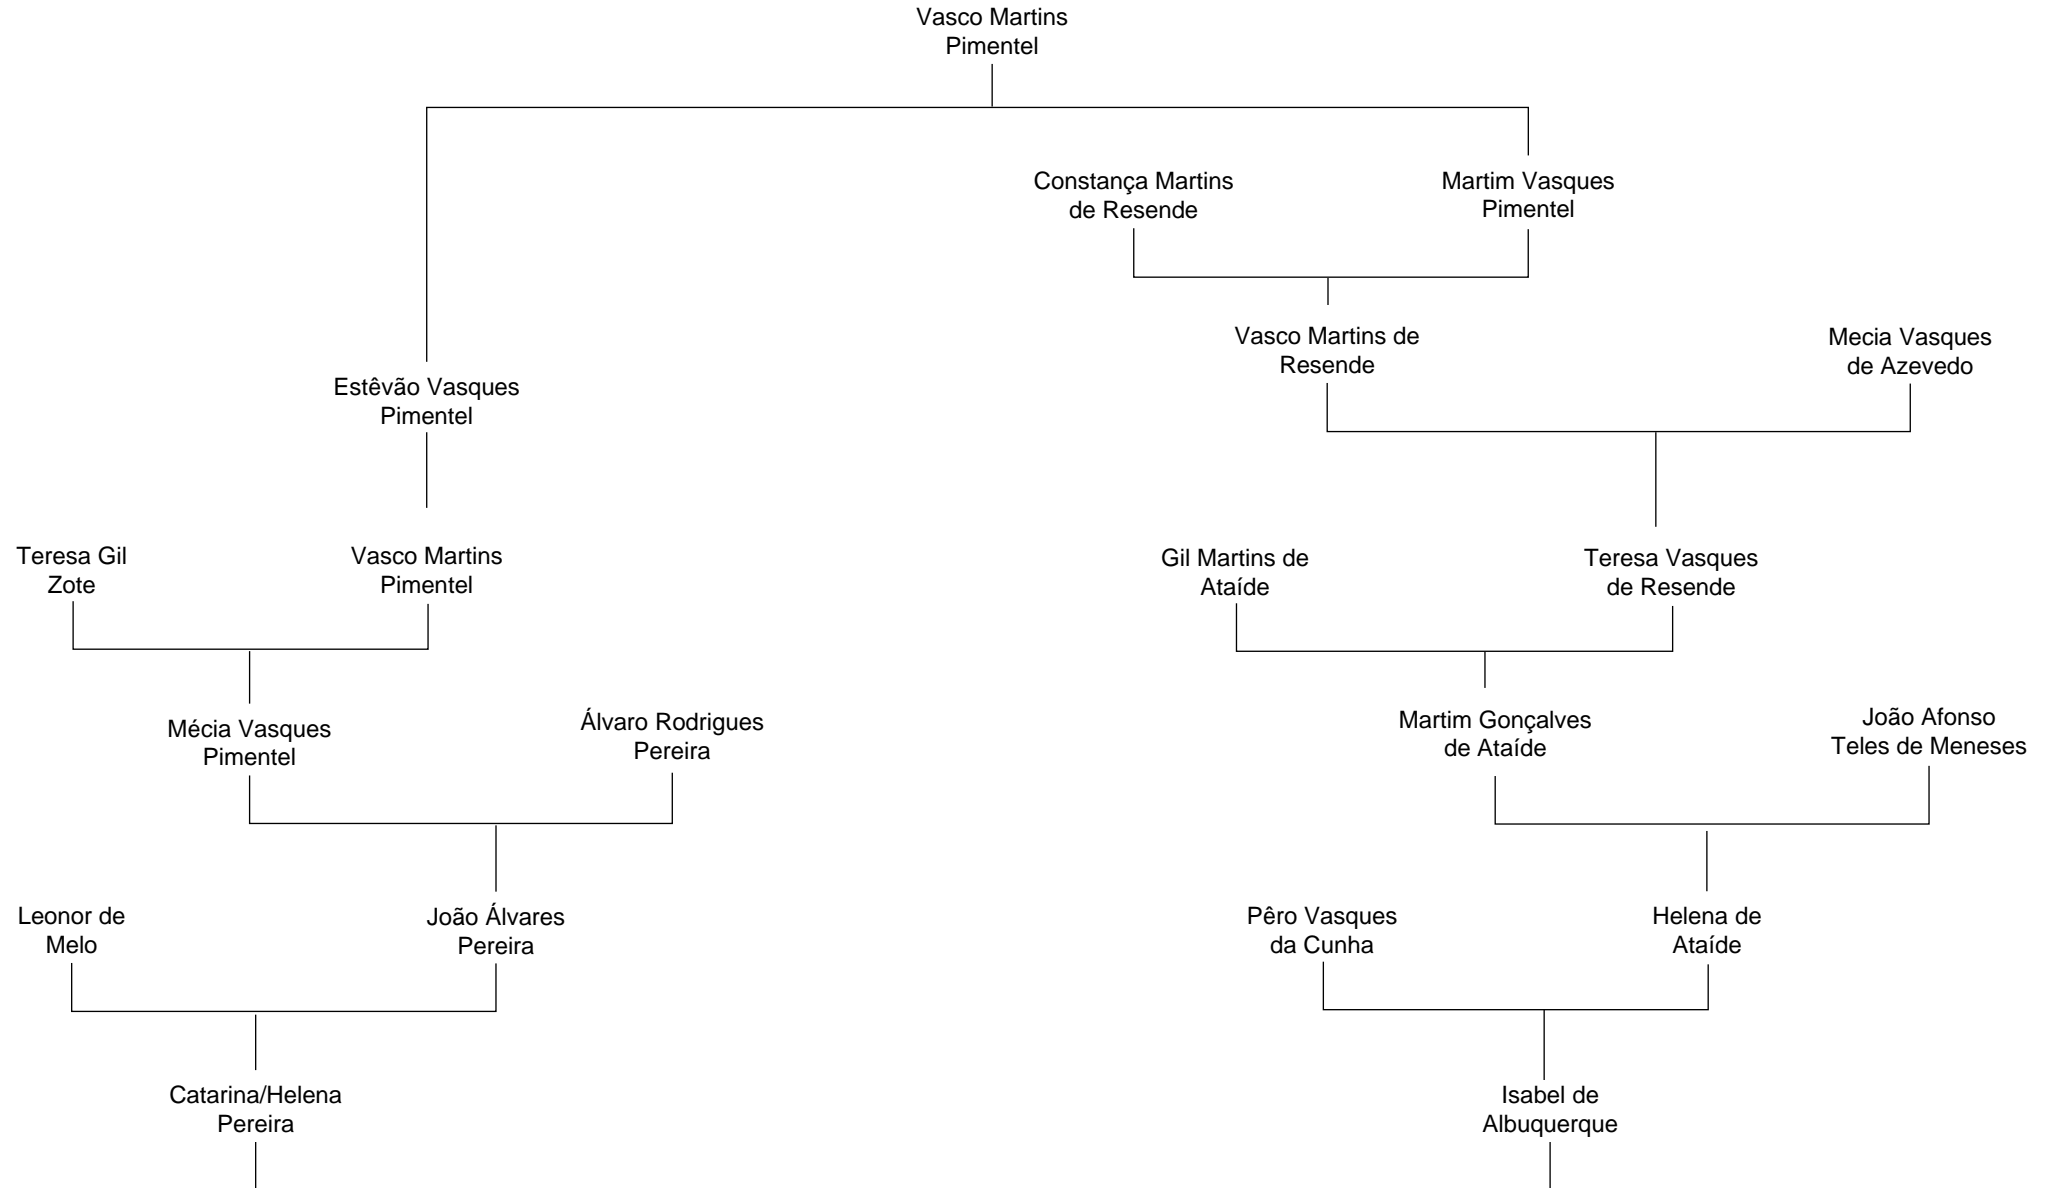 Vasco Martins
Pimentel
Constança Martins
de Resende
Martim Vasques
Pimentel
Vasco Martins de
Resende
Mecia Vasques
de Azevedo
Estêvão Vasques
Pimentel
Teresa Gil
Zote
Vasco Martins
Pimentel
Gil Martins de
Ataíde
Teresa Vasques
de Resende
Mécia Vasques
Pimentel
Álvaro Rodrigues
Pereira
Martim Gonçalves
de Ataíde
João Afonso
Teles de Meneses
Leonor de
Melo
João Álvares
Pereira
Pêro Vasques
da Cunha
Helena de
Ataíde
Catarina/Helena
Pereira
Isabel de
Albuquerque